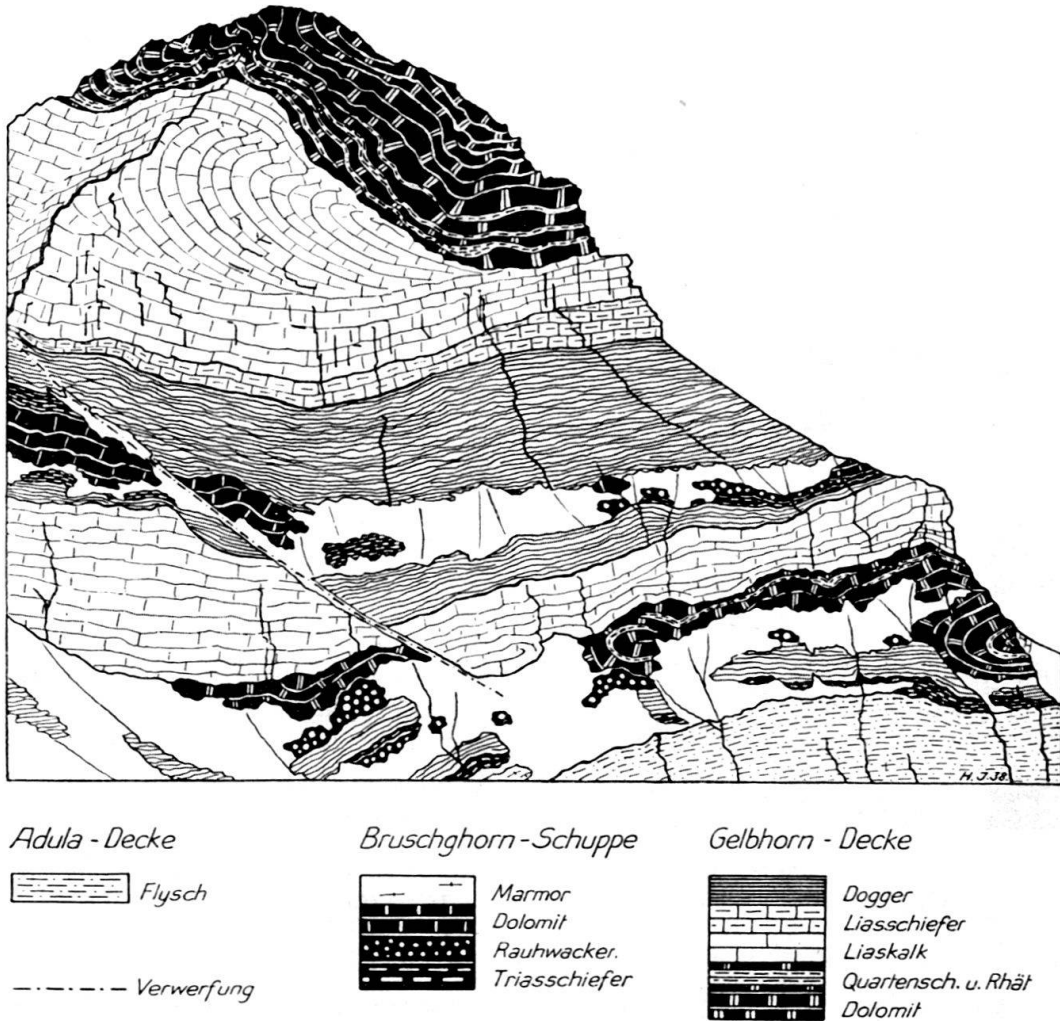 H. J. 38.
Adula - Decke
Flysch
Verwerfung
Bruschghorn - Schuppe
Marmor
Dolomit
Rauhwacker.
Triasschiefer
Gelbhorn - Decke
Dogger
Liasschiefer
Liaskalk
Quartensch. u. Rhät
Dolomit